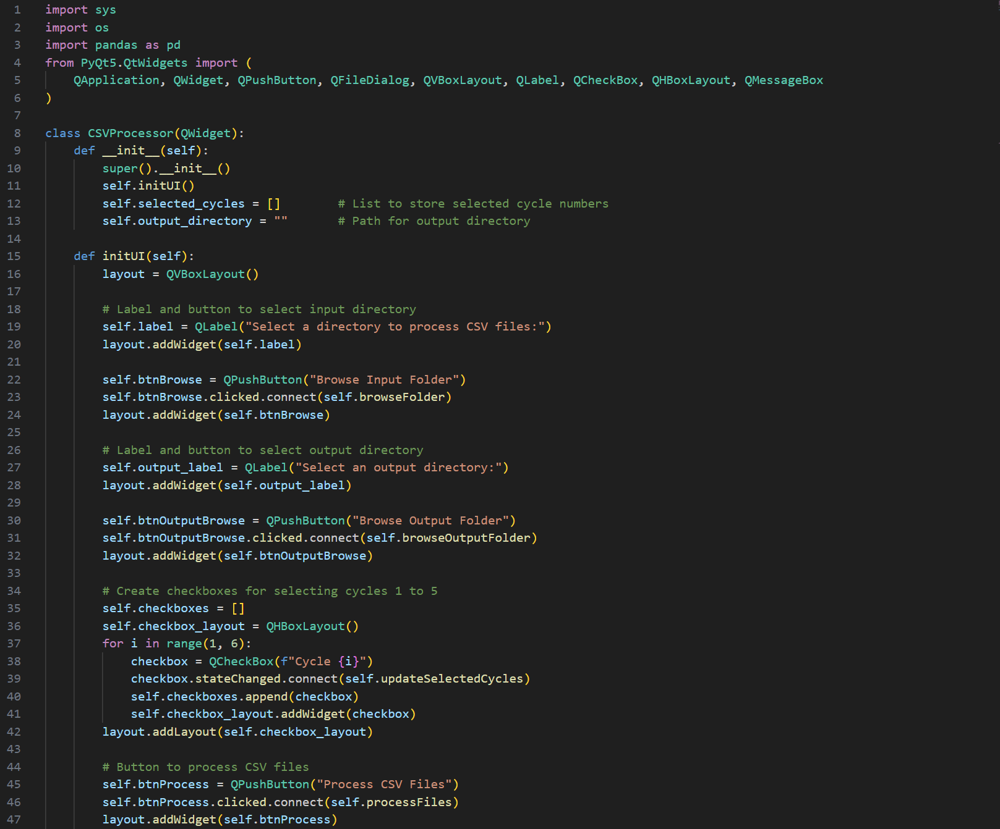 1 import sys
2 import os
3 import pandas as pd
4 from PyQt5.QtWidgets import (
5     QApplication, QWidget, QPushButton, QFileDialog, QVBoxLayout, QLabel, QCheckBox, QHBoxLayout, QMessageBox
6 )
7
8 class CSVProcessor(QWidget):
9     def __init__(self):
10         super().__init__()
11         self.initUI()
12         self.selected_cycles = []        # List to store selected cycle numbers
13         self.output_directory = ""       # Path for output directory
14
15     def initUI(self):
16         layout = QVBoxLayout()
17
18         # Label and button to select input directory
19         self.label = QLabel("Select a directory to process CSV files:")
20         layout.addWidget(self.label)
21
22         self.btnBrowse = QPushButton("Browse Input Folder")
23         self.btnBrowse.clicked.connect(self.browseFolder)
24         layout.addWidget(self.btnBrowse)
25
26         # Label and button to select output directory
27         self.output_label = QLabel("Select an output directory:")
28         layout.addWidget(self.output_label)
29
30         self.btnOutputBrowse = QPushButton("Browse Output Folder")
31         self.btnOutputBrowse.clicked.connect(self.browseOutputFolder)
32         layout.addWidget(self.btnOutputBrowse)
33
34         # Create checkboxes for selecting cycles 1 to 5
35         self.checkboxes = []
36         self.checkbox_layout = QHBoxLayout()
37         for i in range(1, 6):
38             checkbox = QCheckBox(f"Cycle {i}")
39             checkbox.stateChanged.connect(self.updateSelectedCycles)
40             self.checkboxes.append(checkbox)
41             self.checkbox_layout.addWidget(checkbox)
42         layout.addLayout(self.checkbox_layout)
43
44         # Button to process CSV files
45         self.btnProcess = QPushButton("Process CSV Files")
46         self.btnProcess.clicked.connect(self.processFiles)
47         layout.addWidget(self.btnProcess)